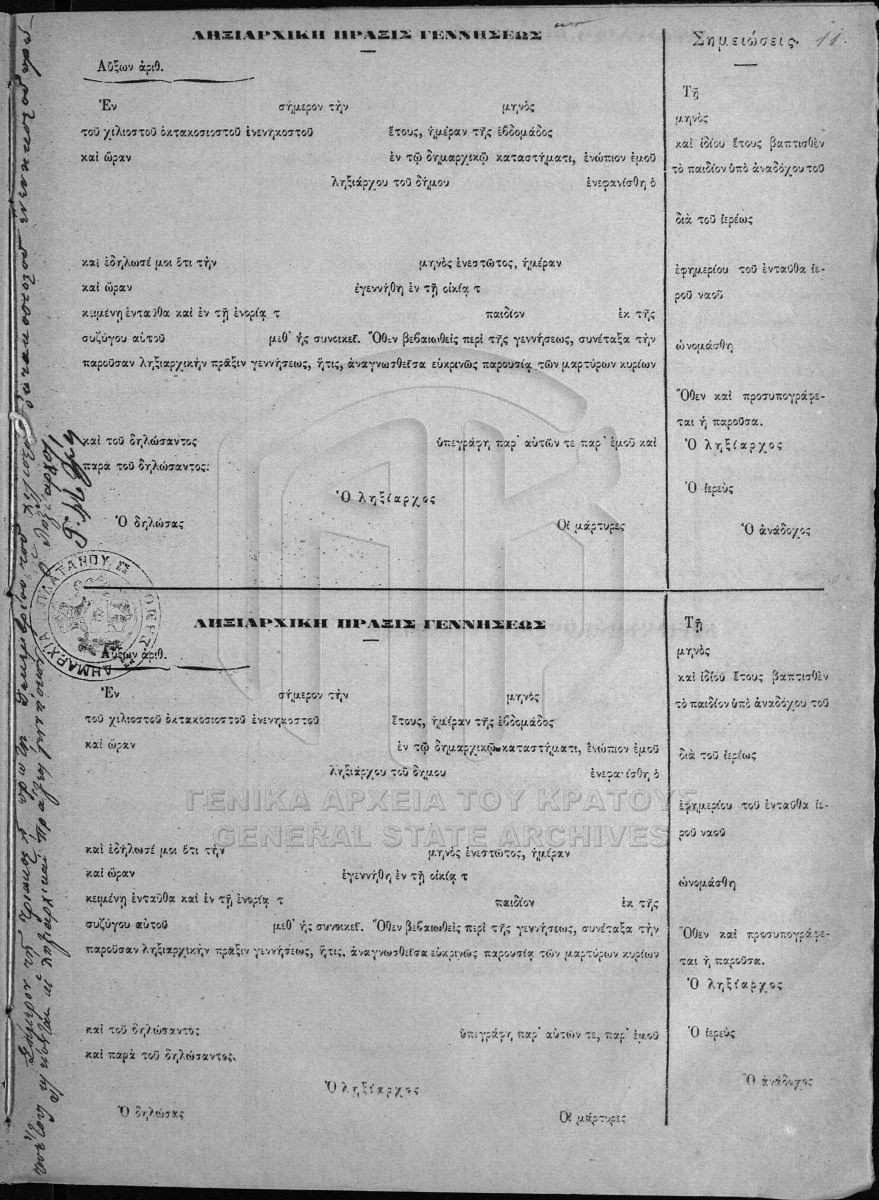 ΛΗΞΙΑΡΧΙΚΗ ΠΡΑΞΙΣ ΓΕΝΝΗΣΕΩΣ
Αὔξων ἀριθ.
Ἐν σήμερον τὴν μηνὸς
τοῦ χιλιοστοῦ ὀκτακοσιοστοῦ ἐνενηκοστοῦ ἔτους, ἡμέραν τῆς ἑβδομάδος
καὶ ὥραν ἐν τῷ δημαρχικῷ καταστήματι, ἐνώπιον ἐμοῦ
ληξιάρχου τοῦ δήμου ἐνεφανίσθη ὁ
καὶ ἐδήλωσέ μοι ὅτι τὴν μηνὸς ἐνεστῶτος, ἡμέραν
καὶ ὥραν ἐγεννήθη ἐν τῇ οἰκίᾳ τ
κειμένη ἐνταῦθα καὶ ἐν τῇ ἐνορίᾳ τ παιδίον ἐκ τῆς
συζύγου αὐτοῦ μεθ' ἧς συνοικεῖ. Ὅθεν βεβαιωθεὶς περὶ τῆς γεννήσεως, συνέταξα τὴν
παροῦσαν ληξιαρχικὴν πρᾶξιν γεννήσεως, ἥτις, ἀναγνωσθεῖσα εὐκρινῶς παρουσίᾳ τῶν μαρτύρων κυρίων
καὶ τοῦ δηλώσαντος ὑπεγράφη παρ' αὐτῶν τε παρ' ἐμοῦ καὶ
παρὰ τοῦ δηλώσαντος.
Ὁ ληξίαρχος
Ὁ δηλώσας Οἱ μάρτυρες
Σημειώσεις. 11
Τῇ
μηνὸς
καὶ ἰδίου ἔτους βαπτισθὲν
τὸ παιδίον ὑπὸ ἀναδόχου τοῦ
διὰ τοῦ ἱερέως
ἐφημερίου τοῦ ἐνταῦθα ἱε-
ροῦ ναοῦ
ὠνομάσθη
Ὅθεν καὶ προσυπογράφε-
ται ἡ παροῦσα.
Ὁ ληξίαρχος
Ὁ ἱερεὺς
Ὁ ἀνάδοχος
ΔΗΜΑΡΧΙΑ ΠΛΑΤΑΝΟΥ
ΛΗΞΙΑΡΧΙΚΗ ΠΡΑΞΙΣ ΓΕΝΝΗΣΕΩΣ
Αὔξων ἀριθ.
Ἐν σήμερον τὴν μηνὸς
τοῦ χιλιοστοῦ ὀκτακοσιοστοῦ ἐνενηκοστοῦ ἔτους, ἡμέραν τῆς ἑβδομάδος
καὶ ὥραν ἐν τῷ δημαρχικῷ καταστήματι, ἐνώπιον ἐμοῦ
ληξιάρχου τοῦ δημου ἐνεφανίσθη ὁ
ΓΕΝΙΚΑ ΑΡΧΕΙΑ ΤΟΥ ΚΡΑΤΟΥΣ
GENERAL STATE ARCHIVES
καὶ ἐδήλωσέ μοι ὅτι τὴν μηνὸς ἐνεστῶτος, ἡμέραν
καὶ ὥραν ἐγεννήθη ἐν τῇ οἰκίᾳ τ
κειμένη ἐνταῦθα καὶ ἐν τῇ ἐνορίᾳ τ παιδίον ἐκ τῆς
συζύγου αὐτοῦ μεθ' ἧς συνοικεῖ. Ὅθεν βεβαιωθεὶς περὶ τῆς γεννήσεως, συνέταξα τὴν
παροῦσαν ληξιαρχικὴν πρᾶξιν γεννήσεως, ἥτις, ἀναγνωσθεῖσα εὐκρινῶς παρουσίᾳ τῶν μαρτύρων κυρίων
καὶ τοῦ δηλώσαντος ὑπεγράφη παρ' αὐτῶν τε, παρ' ἐμοῦ
καὶ παρὰ τοῦ δηλώσαντος.
Ὁ ληξίαρχος
Ὁ δηλώσας Οἱ μάρτυρες
Τῇ
μηνὸς
καὶ ἰδίου ἔτους βαπτισθὲν
τὸ παιδίον ὑπὸ ἀναδόχου τοῦ
διὰ τοῦ ἱερέως
ἐφημερίου τοῦ ἐνταῦθα ἱε-
ροῦ ναοῦ
ὠνομάσθη
Ὅθεν καὶ προσυπογράφε-
ται ἡ παροῦσα.
Ὁ ληξίαρχος
Ὁ ἱερεὺς
Ὁ ἀνάδοχος